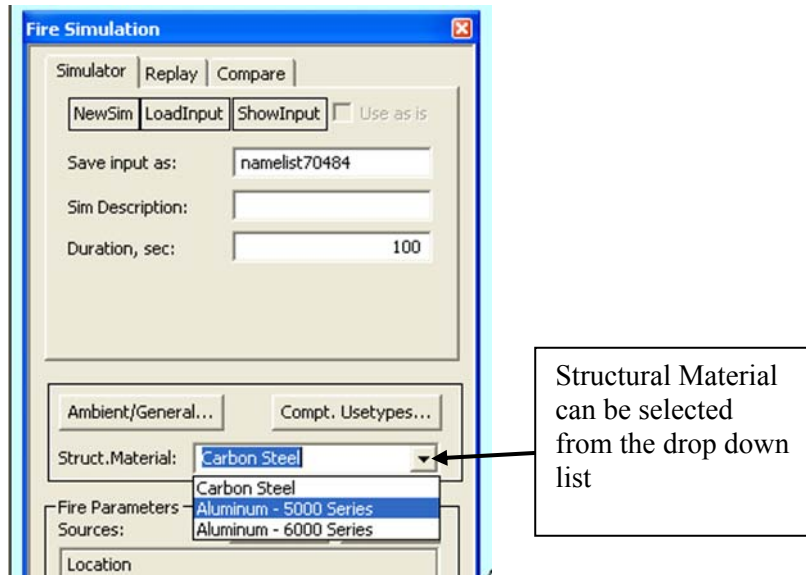 Fire Simulation
Simulator Replay Compare
NewSim LoadInput ShowInput Use as is
Save input as: namelist70484
Sim Description:
Duration, sec: 100
Ambient/General... Compt. Usetypes...
Struct.Material: Carbon Steel
Carbon Steel
Fire Parameters Aluminum - 5000 Series
Sources: Aluminum - 6000 Series
Location
Structural Material
can be selected
from the drop down
list